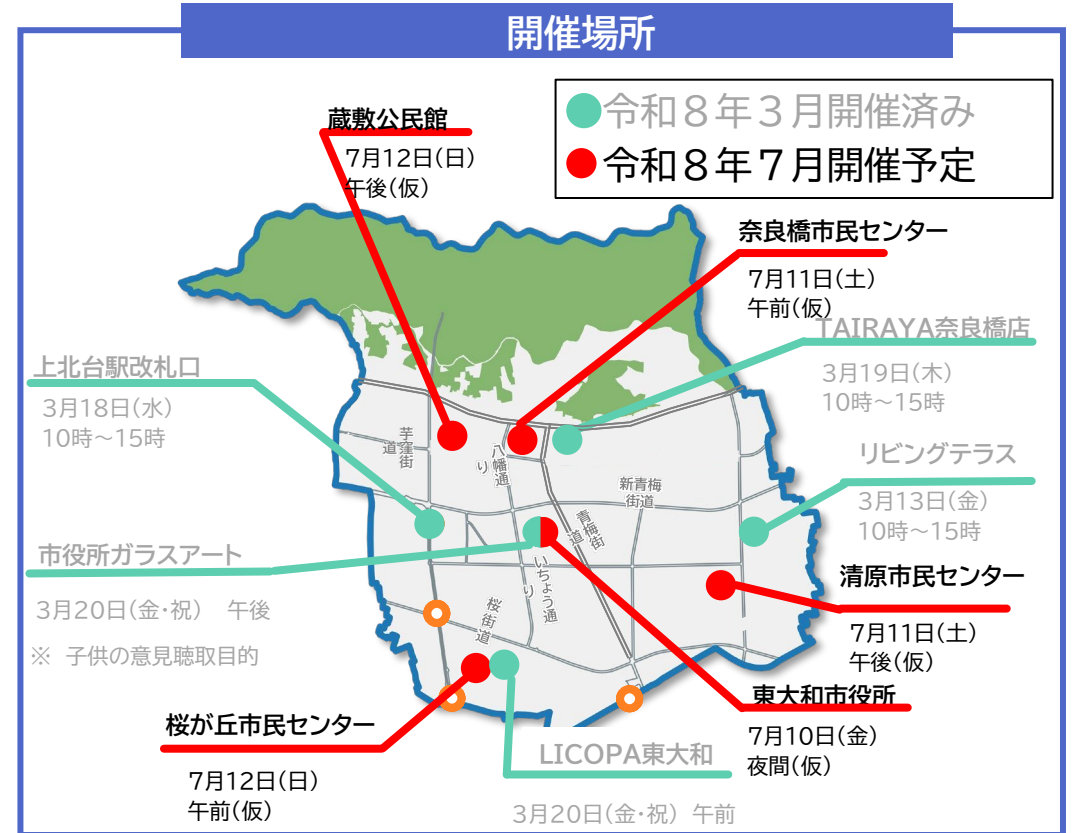 開催場所
●令和８年３月開催済み
●令和８年７月開催予定
蔵敷公民館
7月12日(日)
午後(仮)
奈良橋市民センター
7月11日(土)
午前(仮)
TAIRAYA奈良橋店
3月19日(木)
10時～15時
上北台駅改札口
3月18日(水)
10時～15時
リビングテラス
3月13日(金)
10時～15時
芋窪街道
八幡通り
新青梅街道
青梅街道
いちょう通り
桜街道
市役所ガラスアート
3月20日(金・祝)　午後
※ 子供の意見聴取目的
清原市民センター
7月11日(土)
午後(仮)
東大和市役所
7月10日(金)
夜間(仮)
桜が丘市民センター
7月12日(日)
午前(仮)
LICOPA東大和
3月20日(金・祝) 午前